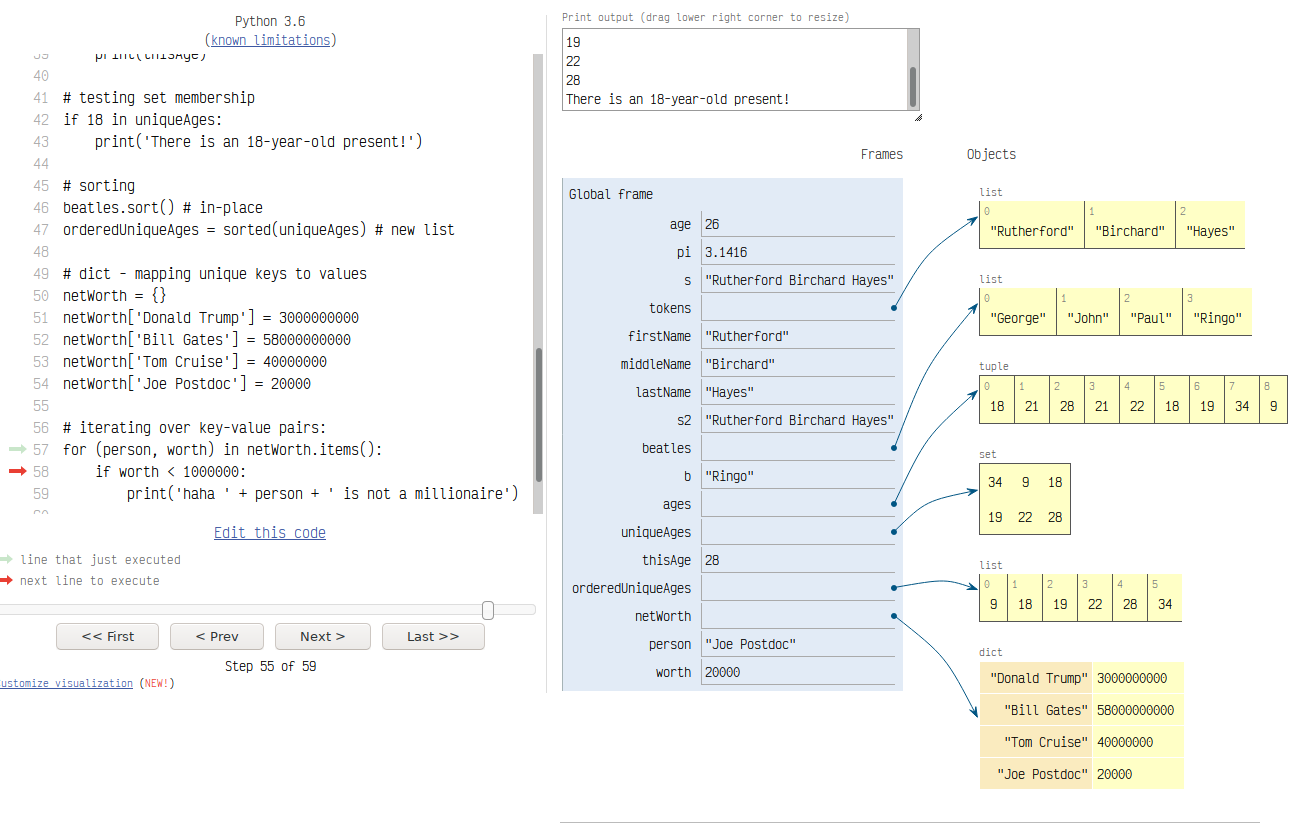 Python 3.6
(known limitations)
39     print(thisAge)
40
41 # testing set membership
42 if 18 in uniqueAges:
43     print('There is an 18-year-old present!')
44
45 # sorting
46 beatles.sort() # in-place
47 orderedUniqueAges = sorted(uniqueAges) # new list
48
49 # dict - mapping unique keys to values
50 netWorth = {}
51 netWorth['Donald Trump'] = 3000000000
52 netWorth['Bill Gates'] = 58000000000
53 netWorth['Tom Cruise'] = 40000000
54 netWorth['Joe Postdoc'] = 20000
55
56 # iterating over key-value pairs:
57 for (person, worth) in netWorth.items():
58     if worth < 1000000:
59         print('haha ' + person + ' is not a millionaire')
Edit this code
line that just executed
next line to execute
<< First < Prev Next > Last >>
Step 55 of 59
ustomize visualization (NEW!)
Print output (drag lower right corner to resize)
19
22
28
There is an 18-year-old present!
Frames Objects
Global frame
age 26
pi 3.1416
s "Rutherford Birchard Hayes"
tokens
firstName "Rutherford"
middleName "Birchard"
lastName "Hayes"
s2 "Rutherford Birchard Hayes"
beatles
b "Ringo"
ages
uniqueAges
thisAge 28
orderedUniqueAges
netWorth
person "Joe Postdoc"
worth 20000
list
0 1 2
"Rutherford" "Birchard" "Hayes"
list
0 1 2 3
"George" "John" "Paul" "Ringo"
tuple
0 1 2 3 4 5 6 7 8
18 21 28 21 22 18 19 34 9
set
34 9 18
19 22 28
list
0 1 2 3 4 5
9 18 19 22 28 34
dict
"Donald Trump" 3000000000
"Bill Gates" 58000000000
"Tom Cruise" 40000000
"Joe Postdoc" 20000